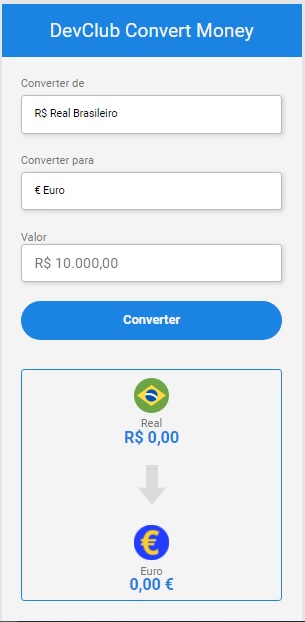 DevClub Convert Money
Converter de
R$ Real Brasileiro
Converter para
€ Euro
Valor
R$ 10.000,00
Converter
Real
R$ 0,00
€
Euro
0,00 €